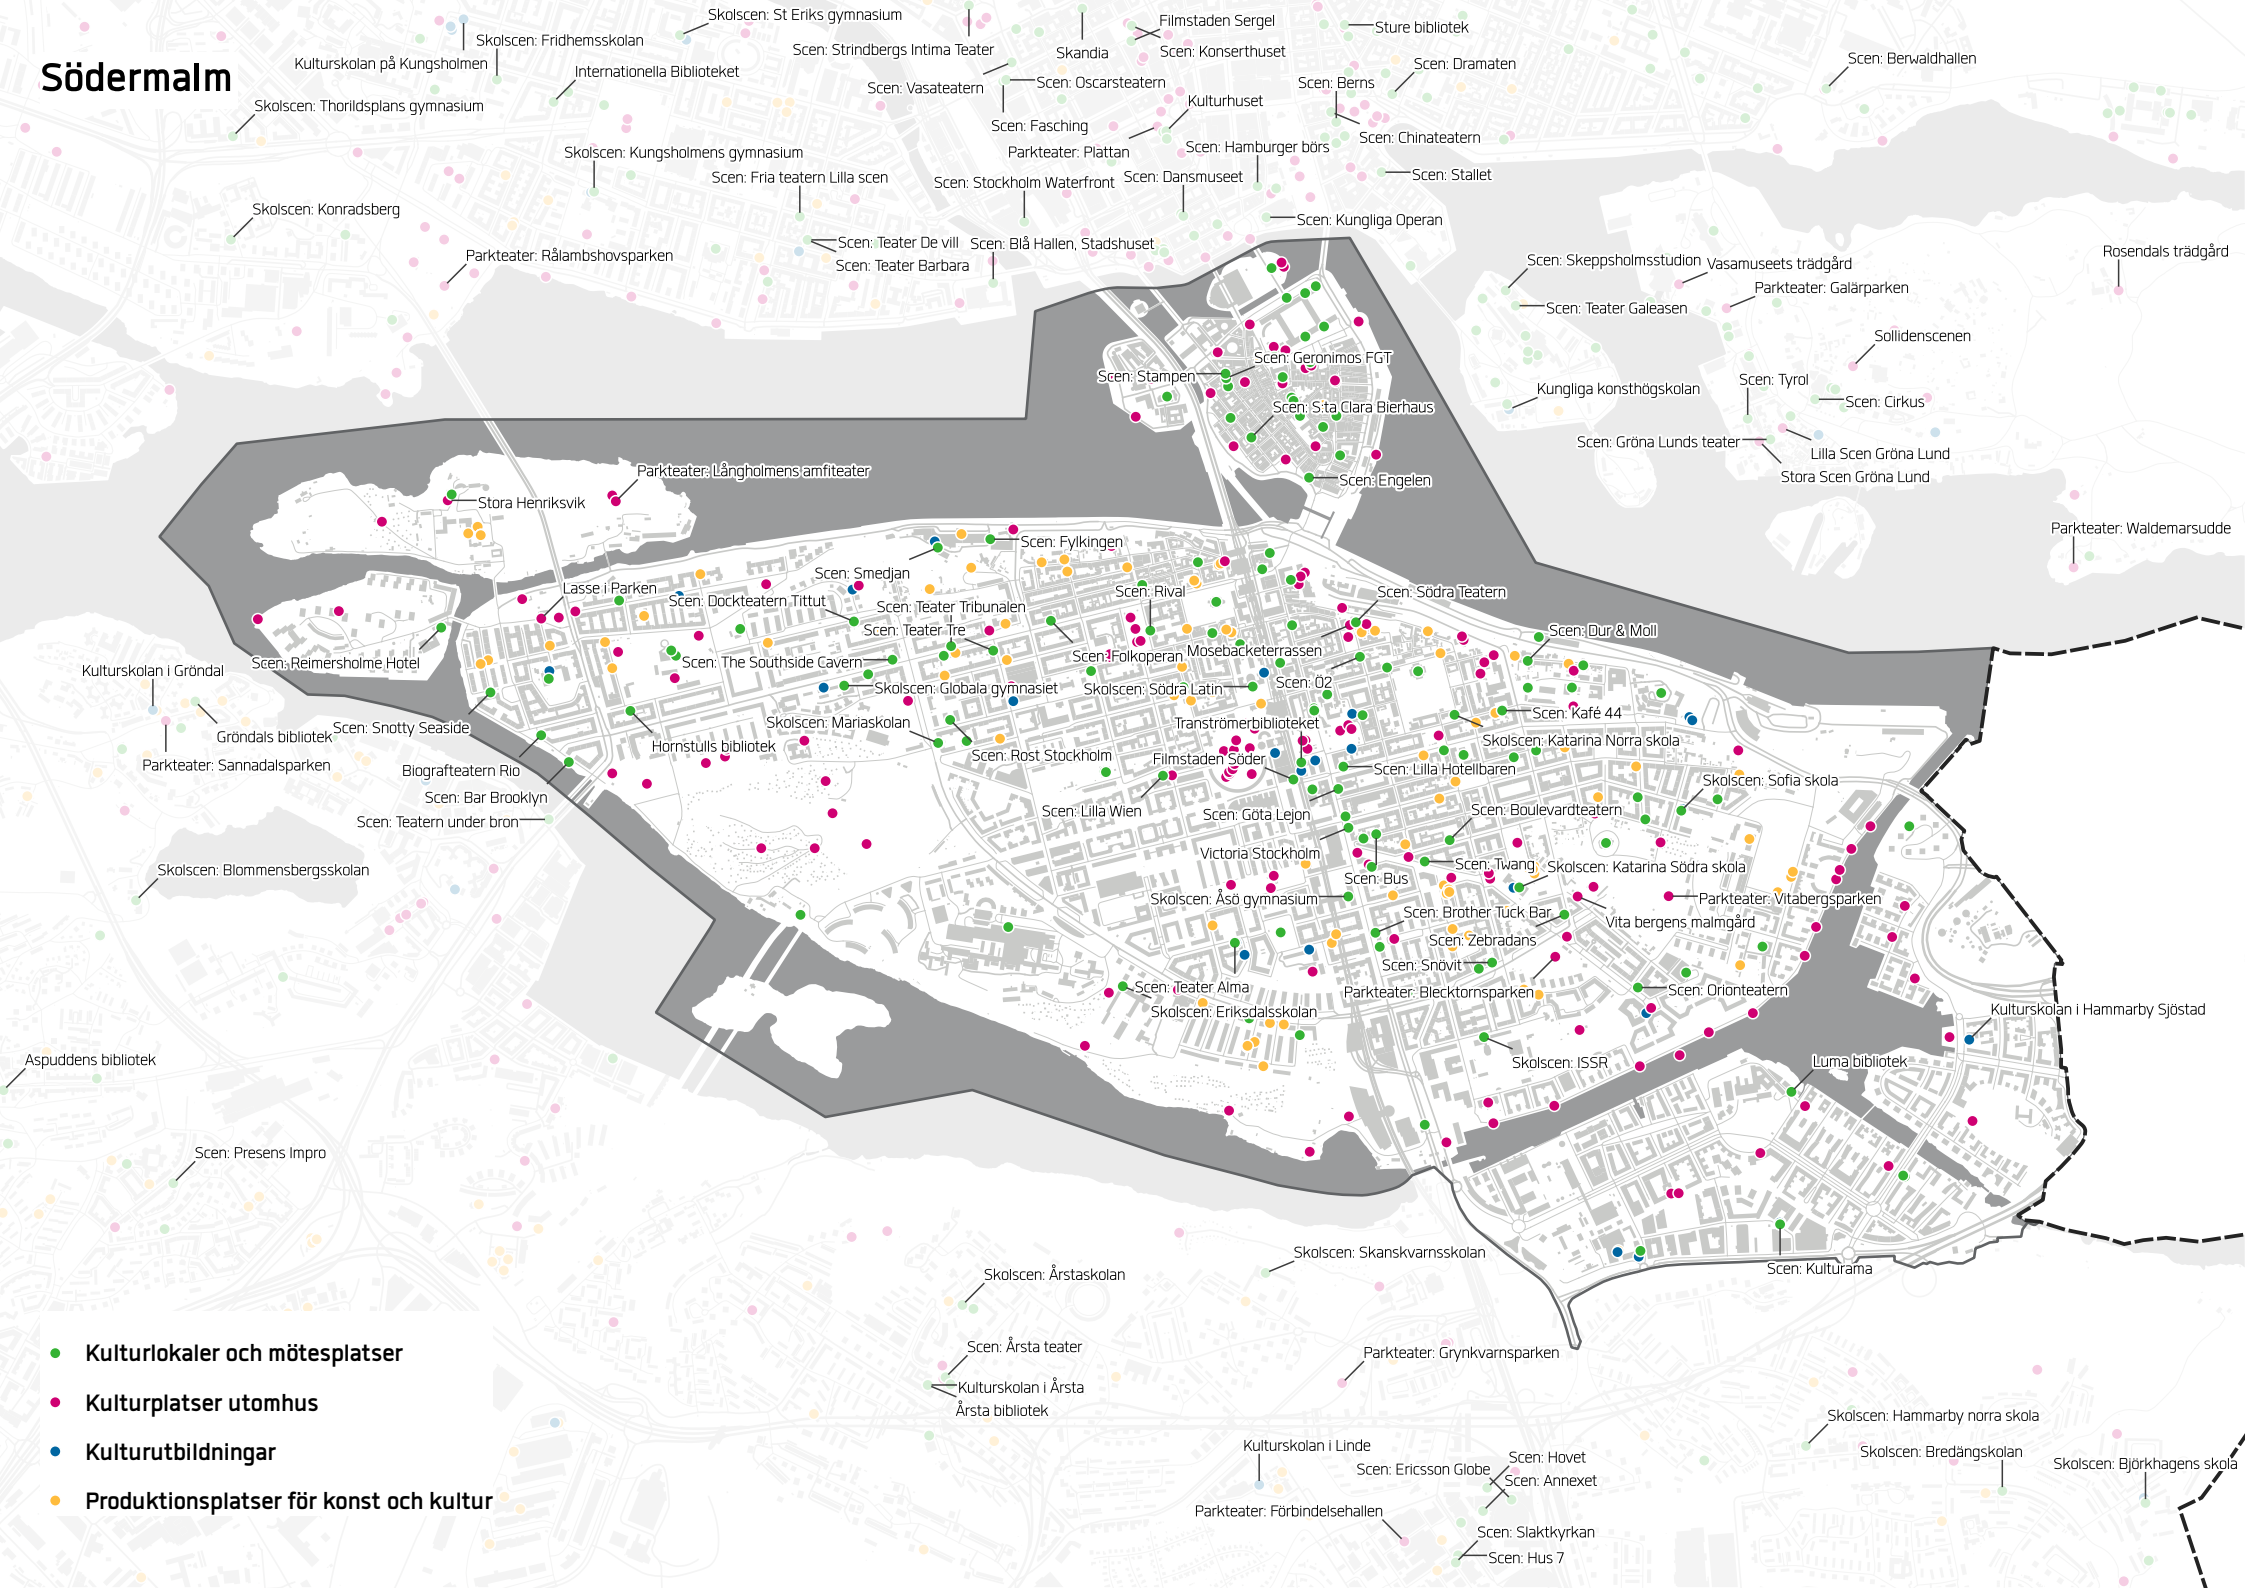 Södermalm
Skolscen: St Eriks gymnasium
Skolscen: Fridhemsskolan
Kulturskolan på Kungsholmen
Internationella Biblioteket
Skolscen: Thorildsplans gymnasium
Scen: Strindbergs Intima Teater
Skandia
Filmstaden Sergel
Scen: Konserthuset
Sture bibliotek
Scen: Dramaten
Scen: Berwaldhallen
Scen: Vasateatern
Scen: Oscarsteatern
Scen: Berns
Kulturhuset
Scen: Fasching
Scen: Chinateatern
Parkteater: Plattan
Scen: Hamburger börs
Skolscen: Kungsholmens gymnasium
Scen: Fria teatern Lilla scen
Scen: Stockholm Waterfront
Scen: Dansmuseet
Scen: Stallet
Skolscen: Konradsberg
Scen: Kungliga Operan
Scen: Teater De vill
Scen: Blå Hallen, Stadshuset
Parkteater: Rålambshovsparken
Scen: Teater Barbara
Scen: Skeppsholmsstudion
Vasamuseets trädgård
Rosendals trädgård
Parkteater: Galärparken
Scen: Teater Galeasen
Sollidenscenen
Scen: Geronimos FGT
Scen: Stampen
Scen: Tyrol
Kungliga konsthögskolan
Scen: Cirkus
Scen: S:ta Clara Bierhaus
Scen: Gröna Lunds teater
Lilla Scen Gröna Lund
Stora Scen Gröna Lund
Parkteater: Långholmens amfiteater
Scen: Engelen
Stora Henriksvik
Parkteater: Waldemarsudde
Scen: Fylkingen
Scen: Smedjan
Lasse i Parken
Scen: Dockteatern Tittut
Scen: Teater Tribunalen
Scen: Rival
Scen: Södra Teatern
Scen: Teater Tre
Scen: Dur & Moll
Scen: Reimersholme Hotel
Scen: The Southside Cavern
Scen: Folkoperan
Mosebacketerrassen
Kulturskolan i Gröndal
Skolscen: Globala gymnasiet
Skolscen: Södra Latin
Scen: Ö2
Scen: Kafé 44
Scen: Snotty Seaside
Skolscen: Mariaskolan
Tranströmerbiblioteket
Gröndals bibliotek
Hornstulls bibliotek
Scen: Rost Stockholm
Skolscen: Katarina Norra skola
Parkteater: Sannadalsparken
Biografteatern Rio
Filmstaden Söder
Scen: Lilla Hotellbaren
Skolscen: Sofia skola
Scen: Bar Brooklyn
Scen: Lilla Wien
Scen: Göta Lejon
Scen: Boulevardteatern
Scen: Teatern under bron
Victoria Stockholm
Scen: Twang
Skolscen: Katarina Södra skola
Skolscen: Blommensbergsskolan
Scen: Bus
Skolscen: Åsö gymnasium
Parkteater: Vitabergsparken
Scen: Brother Tuck Bar
Vita bergens malmgård
Scen: Zebradans
Scen: Snövit
Scen: Teater Alma
Parkteater: Blecktornsparken
Scen: Orionteatern
Skolscen: Eriksdalsskolan
Kulturskolan i Hammarby Sjöstad
Aspuddens bibliotek
Skolscen: ISSR
Luma bibliotek
Scen: Presens Impro
Skolscen: Skanskvarnsskolan
Scen: Kulturama
Skolscen: Årstaskolan
Scen: Årsta teater
Parkteater: Grynkvarnsparken
Kulturskolan i Årsta
Årsta bibliotek
Kulturlokaler och mötesplatser
Kulturplatser utomhus
Kulturutbildningar
Produktionsplatser för konst och kultur
Skolscen: Hammarby norra skola
Kulturskolan i Linde
Scen: Hovet
Skolscen: Bredängskolan
Scen: Ericsson Globe
Scen: Annexet
Skolscen: Björkhagens skola
Parkteater: Förbindelsehallen
Scen: Slaktkyrkan
Scen: Hus 7